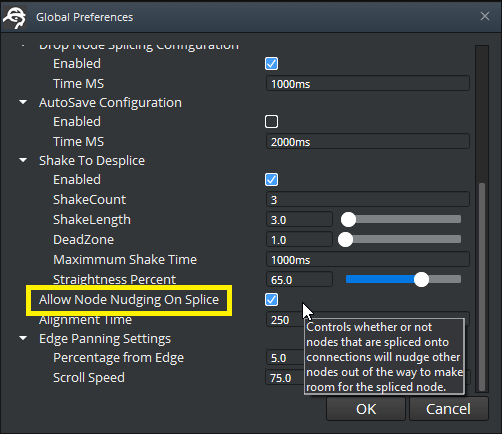 Global Preferences
Drop Node Splicing Configuration
Enabled
Time MS 1000ms
AutoSave Configuration
Enabled
Time MS 2000ms
Shake To Desplice
Enabled
ShakeCount 3
ShakeLength 3.0
DeadZone 1.0
Maximmum Shake Time 1000ms
Straightness Percent 65.0
Allow Node Nudging On Splice
Alignment Time 250
Controls whether or not
nodes that are spliced onto
connections will nudge other
nodes out of the way to make
room for the spliced node.
Edge Panning Settings
Percentage from Edge 5.0
Scroll Speed 75.0
OK Cancel